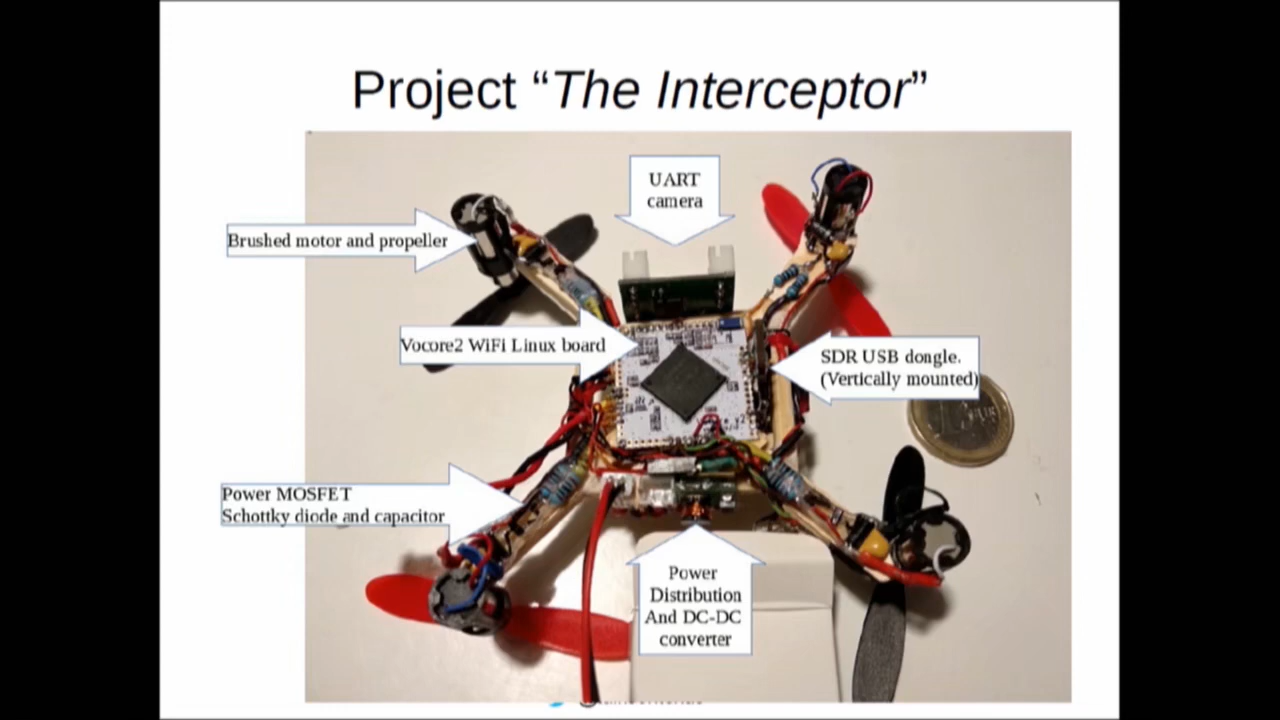 Project “The Interceptor”
UART
camera
Brushed motor and propeller
Vocore2 WiFi Linux board
SDR USB dongle.
(Vertically mounted)
Power MOSFET
Schottky diode and capacitor
Power
Distribution
And DC-DC
converter